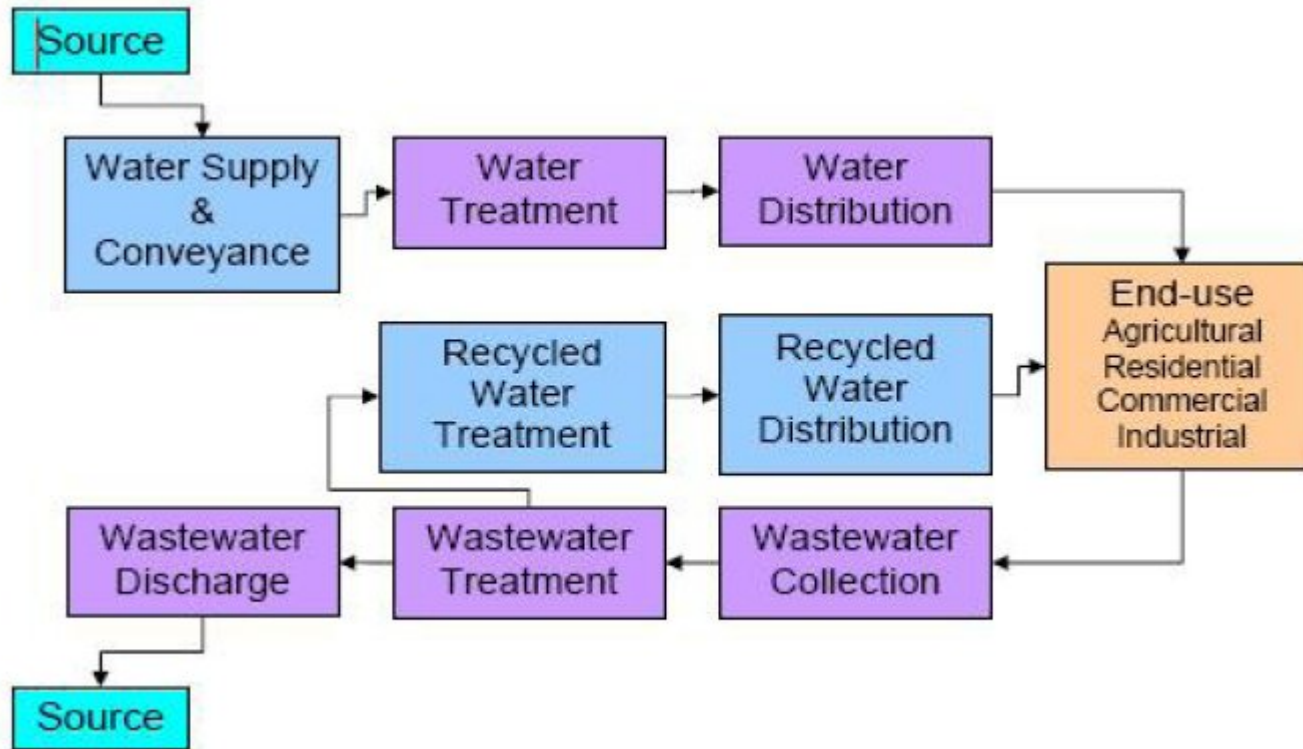 Source
Water Supply
&
Conveyance
Water
Treatment
Water
Distribution
End-use
Agricultural
Residential
Commercial
Industrial
Recycled
Water
Treatment
Recycled
Water
Distribution
Wastewater
Discharge
Wastewater
Treatment
Wastewater
Collection
Source